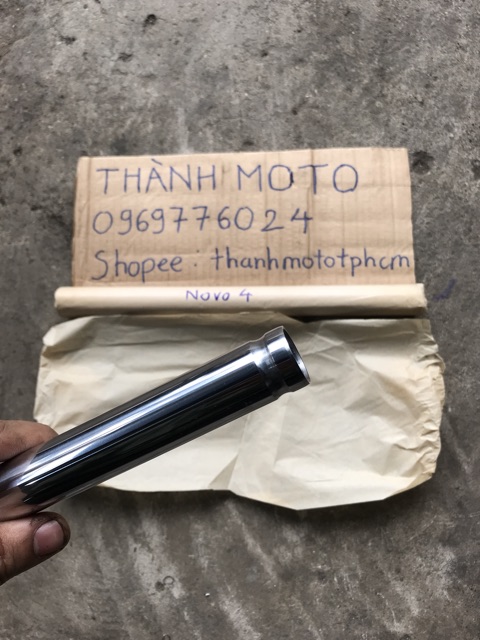 THÀNH MOTO
0969776024
Shopee: thanhmototphcm
Novo 4